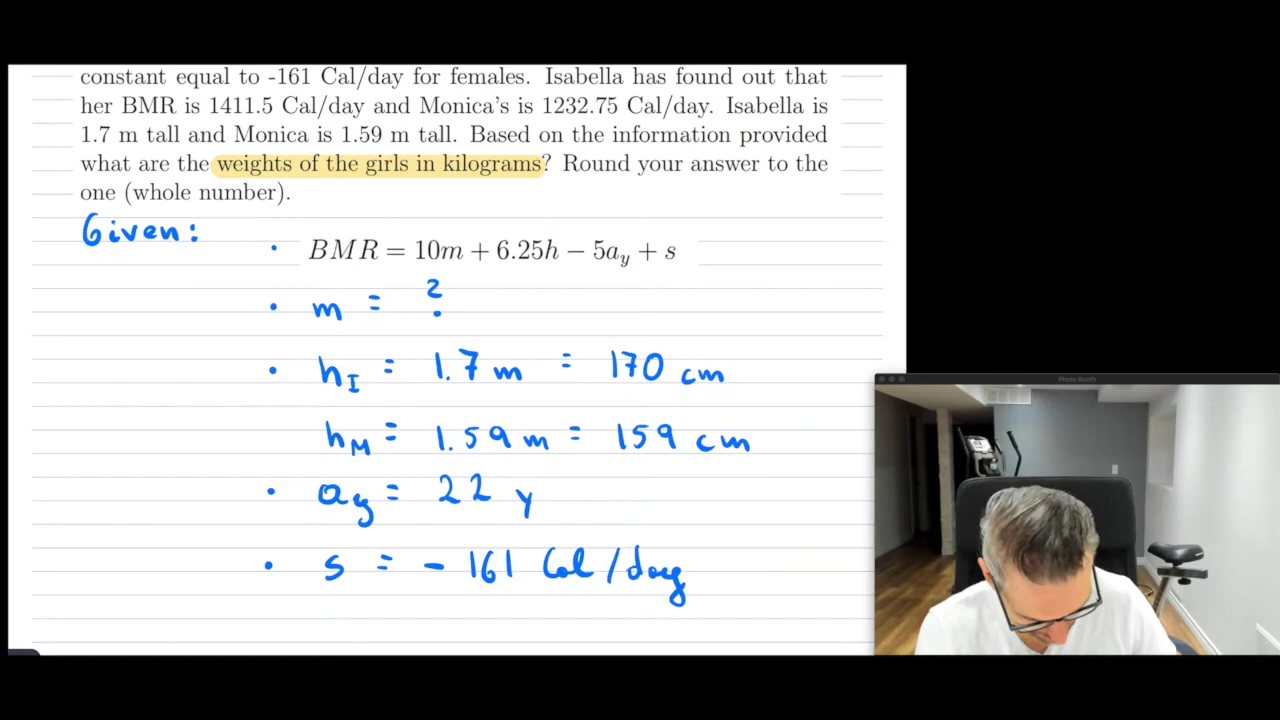 constant equal to -161 Cal/day for females. Isabella has found out that
her BMR is 1411.5 Cal/day and Monica's is 1232.75 Cal/day. Isabella is
1.7 m tall and Monica is 1.59 m tall. Based on the information provided
what are the weights of the girls in kilograms? Round your answer to the
one (whole number).
Given:
• BMR = 10m + 6.25h − 5a_y + s
• m = ?
• h_I = 1.7 m = 170 cm
h_M = 1.59 m = 159 cm
• a_y = 22 y
• s = - 161 Cal/day
Photo Booth